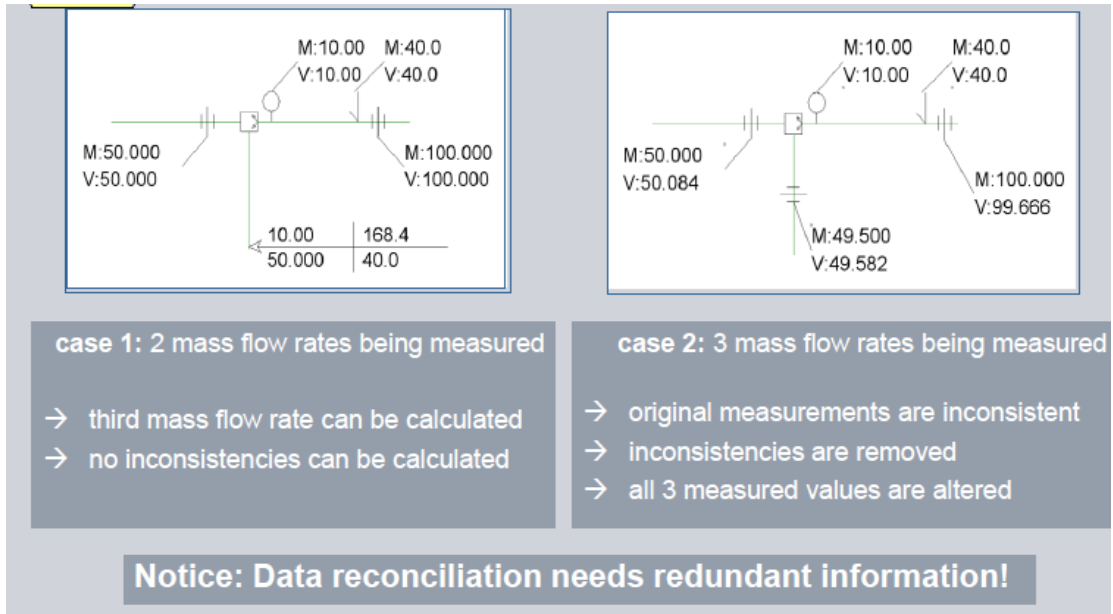 M:10.00 M:40.0
V:10.00 V:40.0
M:50.000
V:50.000
M:100.000
V:100.000
10.00 168.4
50.000 40.0
M:10.00 M:40.0
V:10.00 V:40.0
M:50.000
V:50.084
M:100.000
V:99.666
M:49.500
V:49.582
case 1: 2 mass flow rates being measured
→ third mass flow rate can be calculated
→ no inconsistencies can be calculated
case 2: 3 mass flow rates being measured
→ original measurements are inconsistent
→ inconsistencies are removed
→ all 3 measured values are altered
Notice: Data reconciliation needs redundant information!